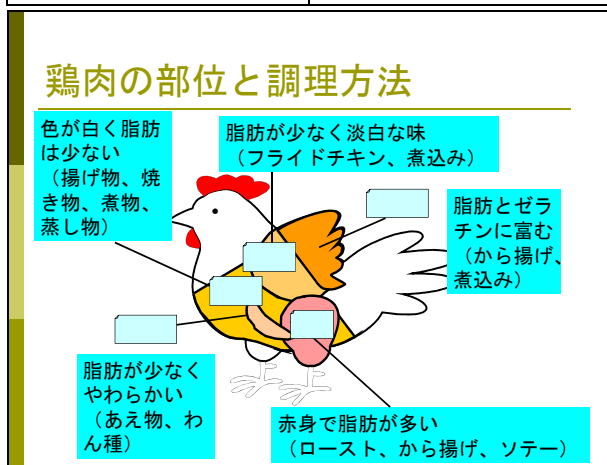 鶏肉の部位と調理方法
色が白く脂肪
は少ない
（揚げ物、焼
き物、煮物、
蒸し物）
脂肪が少なく淡白な味
（フライドチキン、煮込み）
脂肪とゼラ
チンに富む
（から揚げ、
煮込み）
脂肪が少なく
やわらかい
（あえ物、わ
ん種）
赤身で脂肪が多い
（ロースト、から揚げ、ソテー）